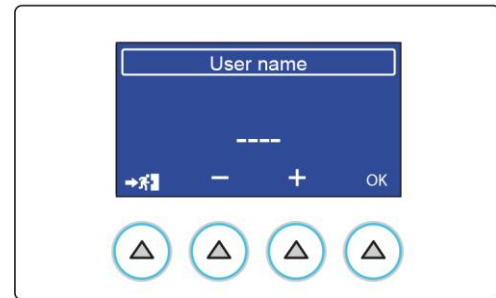 User name
----
− + OK